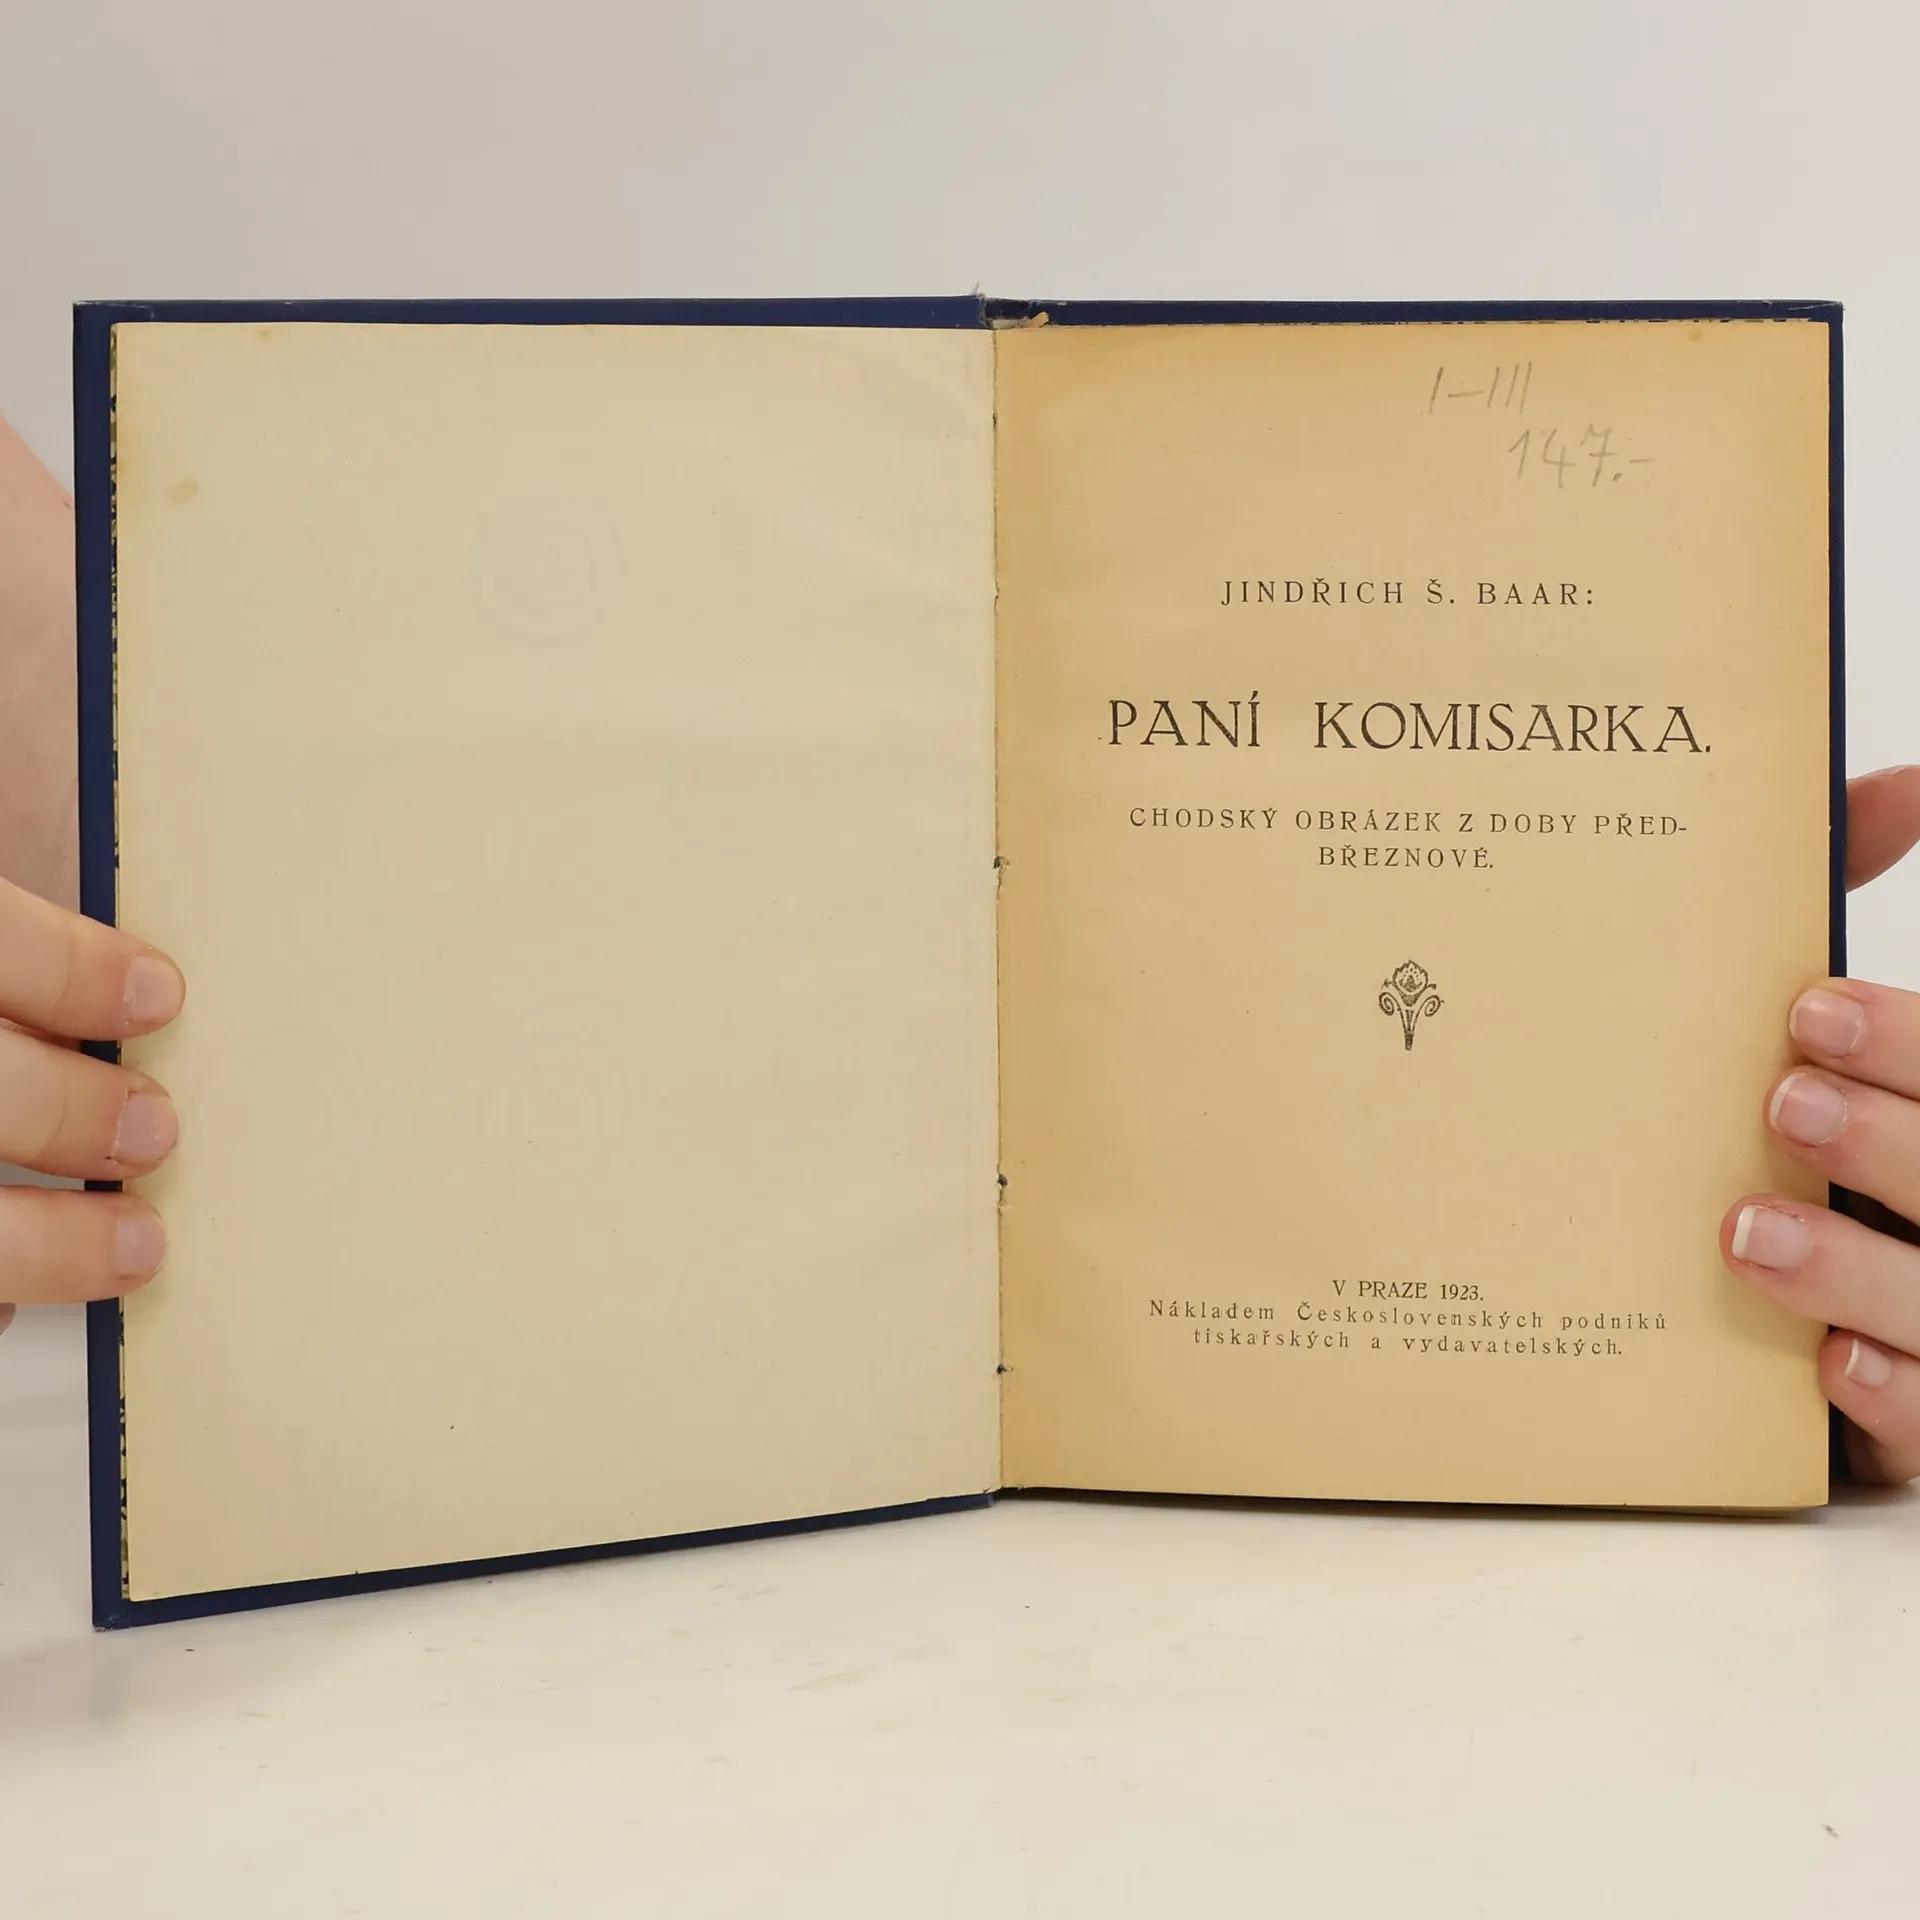 I-III
147.-
JINDŘICH Š. BAAR:
PANÍ KOMISARKA.
CHODSKÝ OBRÁZEK Z DOBY PŘED-
BŘEZNOVÉ.
V PRAZE 1923.
Nákladem Československých podniků
tiskařských a vydavatelských.